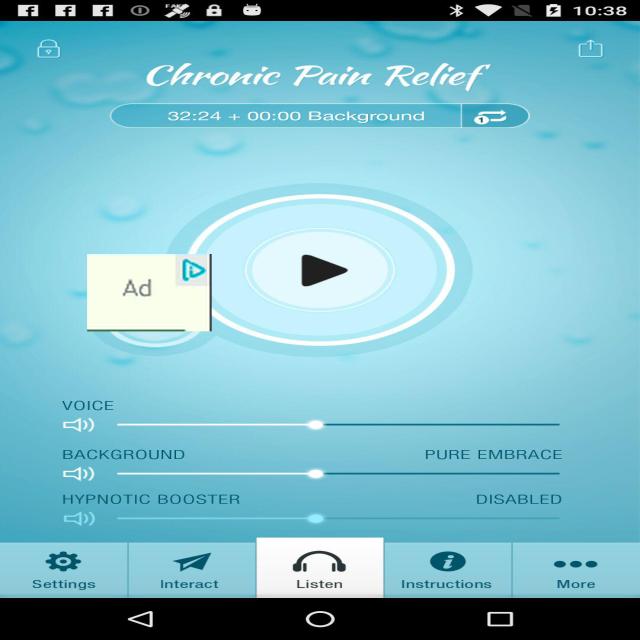 10:38
Chronic Pain Relief
32:24 + 00:00 Background
1
Ad
VOICE
BACKGROUND PURE EMBRACE
HYPNOTIC BOOSTER DISABLED
Settings Interact Listen Instructions More